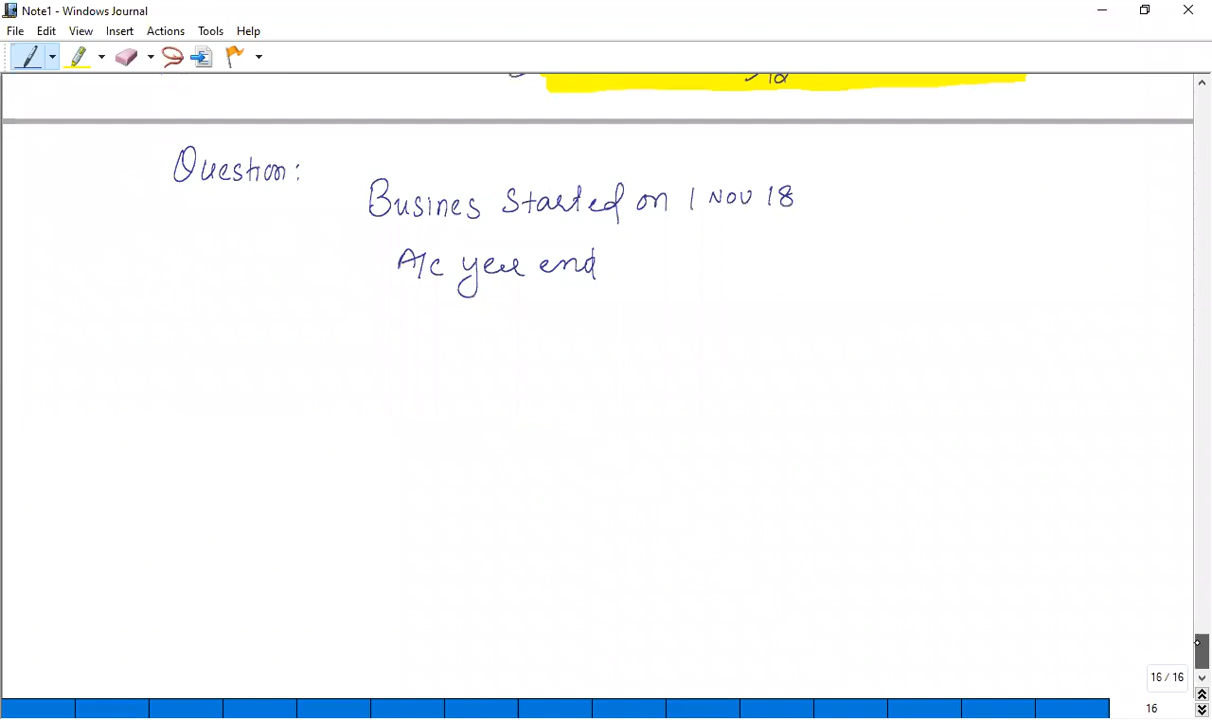 Note1 - Windows Journal
File Edit View Insert Actions Tools Help
Question:
Busines Started on 1 Nov 18
A/c year end
16 / 16
16